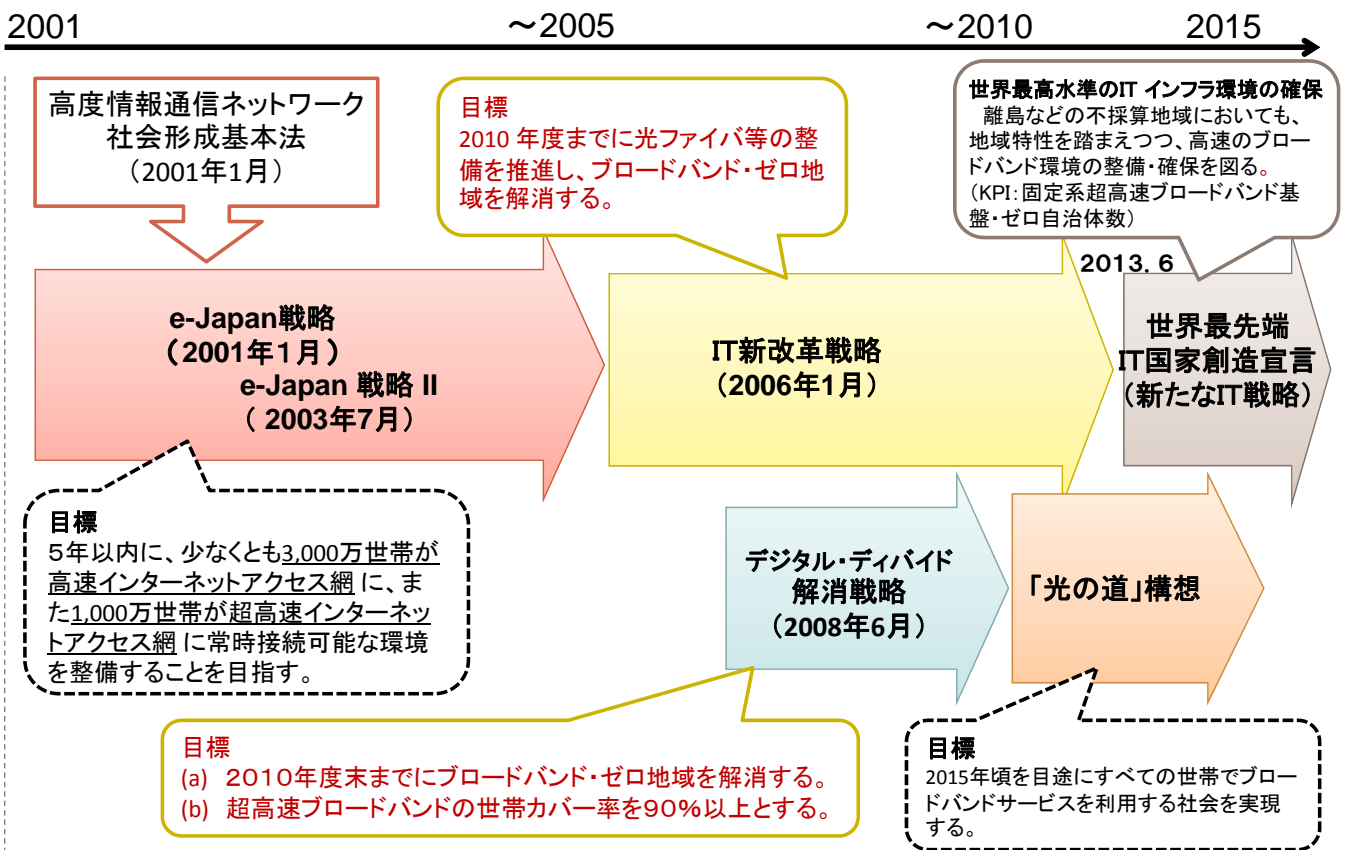 2001
～2005
～2010
2015
高度情報通信ネットワーク
社会形成基本法
（2001年1月）
目標
2010 年度までに光ファイバ等の整
備を推進し、ブロードバンド・ゼロ地
域を解消する。
世界最高水準のIT インフラ環境の確保
離島などの不採算地域においても、
地域特性を踏まえつつ、高速のブロー
ドバンド環境の整備・確保を図る。
（KPI：固定系超高速ブロードバンド基
盤・ゼロ自治体数）
2013．6
e-Japan戦略
（2001年１月）
e-Japan 戦略 II
（ 2003年7月）
IT新改革戦略
（2006年1月）
世界最先端
IT国家創造宣言
（新たなIT戦略）
目標
５年以内に、少なくとも3,000万世帯が
高速インターネットアクセス網 に、ま
た1,000万世帯が超高速インターネッ
トアクセス網 に常時接続可能な環境
を整備することを目指す。
デジタル・ディバイド
解消戦略
（2008年6月）
「光の道」構想
目標
(a) ２０１０年度末までにブロードバンド・ゼロ地域を解消する。
(b) 超高速ブロードバンドの世帯カバー率を９０％以上とする。
目標
2015年頃を目途にすべての世帯でブロー
ドバンドサービスを利用する社会を実現
する。